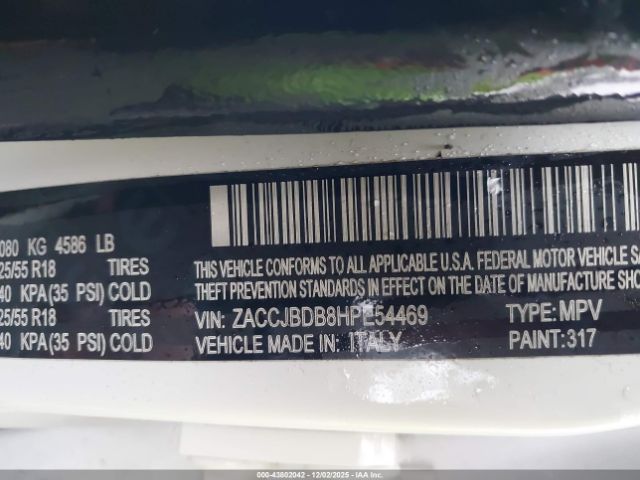 080 KG 4586 LB
25/55 R18 TIRES
40 KPA(35 PSI) COLD
25/55 R18 TIRES
40 KPA(35 PSI) COLD
THIS VEHICLE CONFORMS TO ALL APPLICABLE U.S.A. FEDERAL MOTOR VEHICLE SA
THEFT PREVENTION STANDARDS IN EFFECT ON THE DATE OF MANUFACTURE SHO
VIN: ZACCJBDB8HPE54469 TYPE: MPV
VEHICLE MADE IN: ITALY PAINT:317
000-43802042 - 12/02/2025 - IAA Holdings, LLC.